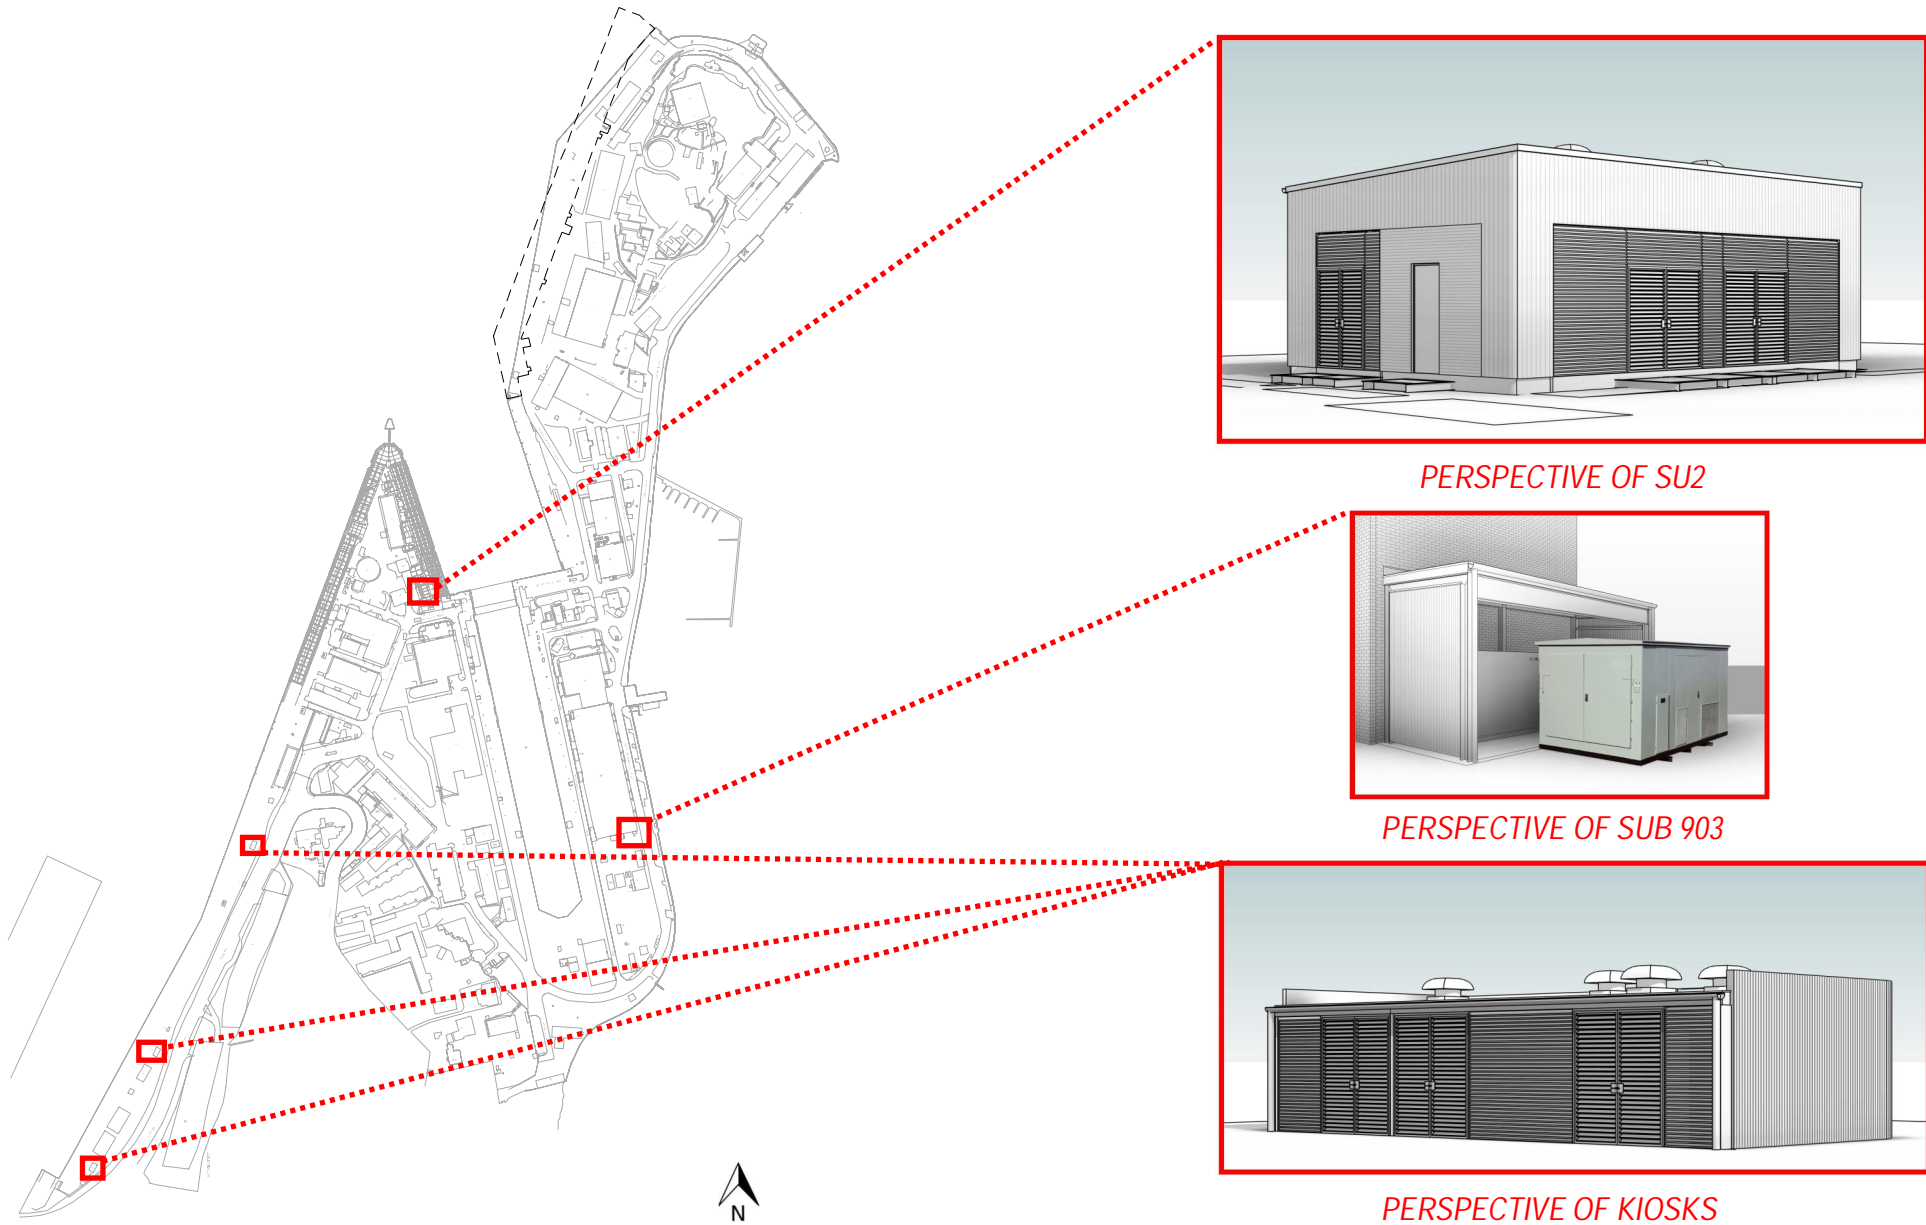 PERSPECTIVE OF SU2
PERSPECTIVE OF SUB 903
PERSPECTIVE OF KIOSKS
N